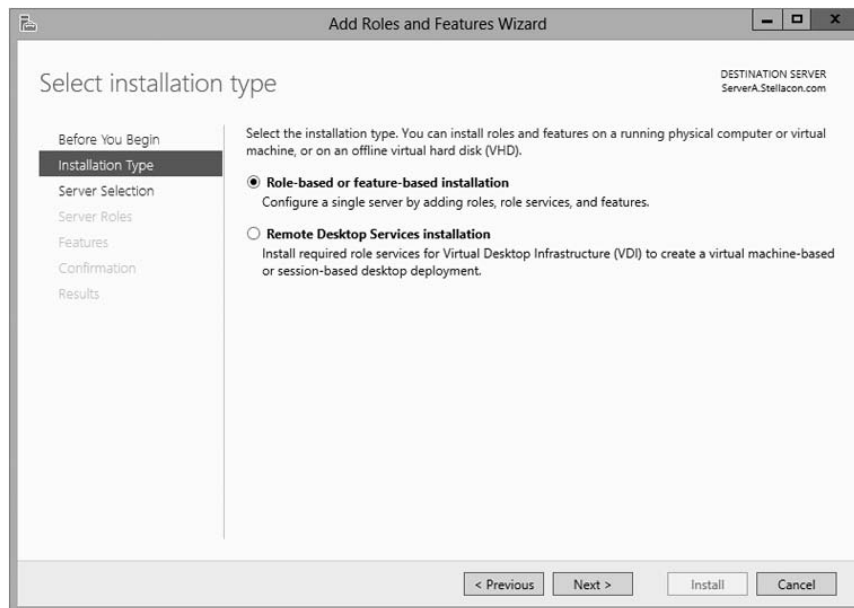 Add Roles and Features Wizard
Select installation type
DESTINATION SERVER
ServerA.Stellacon.com
Before You Begin
Installation Type
Server Selection
Server Roles
Features
Confirmation
Results
Select the installation type. You can install roles and features on a running physical computer or virtual
machine, or on an offline virtual hard disk (VHD).
Role-based or feature-based installation
Configure a single server by adding roles, role services, and features.
Remote Desktop Services installation
Install required role services for Virtual Desktop Infrastructure (VDI) to create a virtual machine-based
or session-based desktop deployment.
< Previous
Next >
Install
Cancel